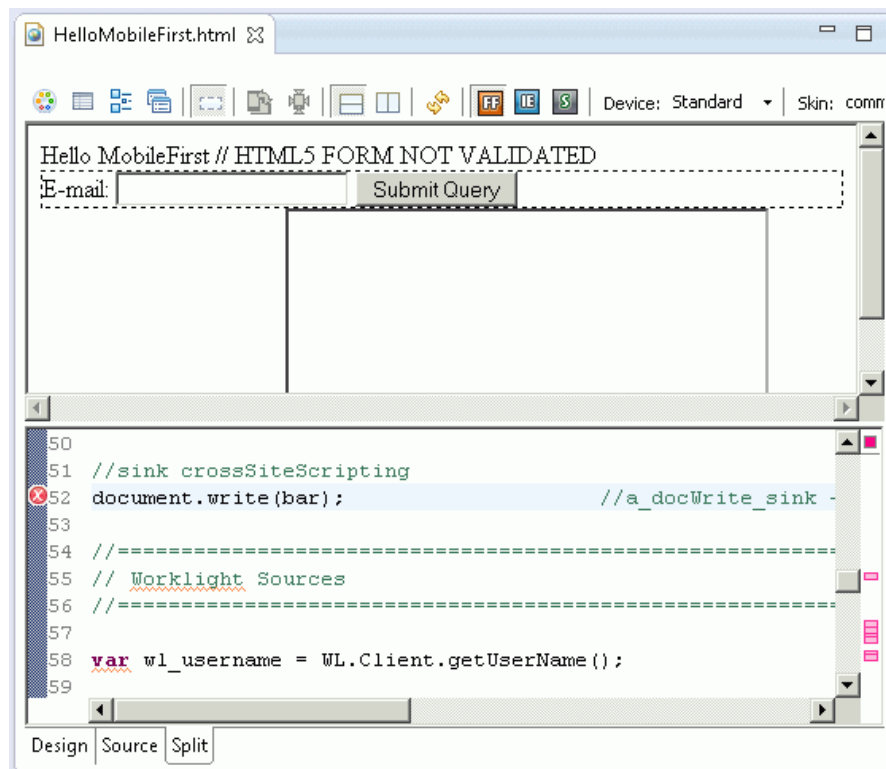 HelloMobileFirst.html
FF IE S Device: Standard Skin: comm
Hello MobileFirst // HTML5 FORM NOT VALIDATED
E-mail: Submit Query
50
51 //sink crossSiteScripting
52 document.write(bar); //a_docWrite_sink -
53
54 //========================================================
55 // Worklight Sources
56 //========================================================
57
58 var wl_username = WL.Client.getUserName();
59
Design Source Split